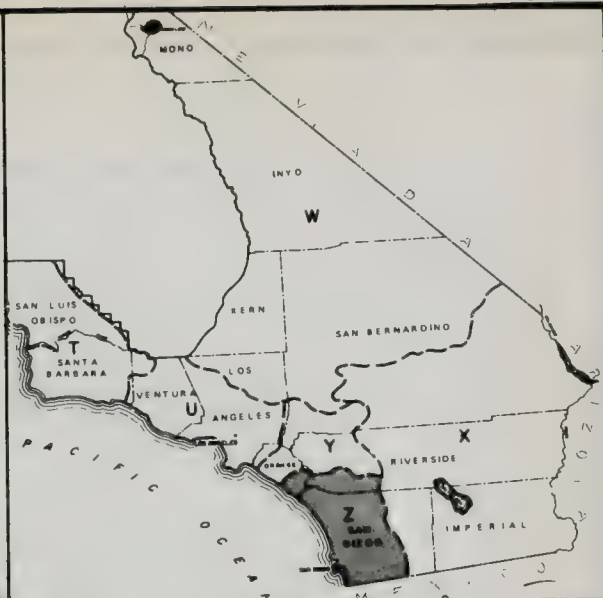 MONO
NEVADA
INYO
W
KERN
SAN LUIS
OBISPO
SAN BERNARDINO
T
SANTA
BARBARA
LOS
VENTURA
U
ANGELES
ORANGE
Y
X
RIVERSIDE
PACIFIC
OCEAN
Z
SAN
DIEGO
IMPERIAL